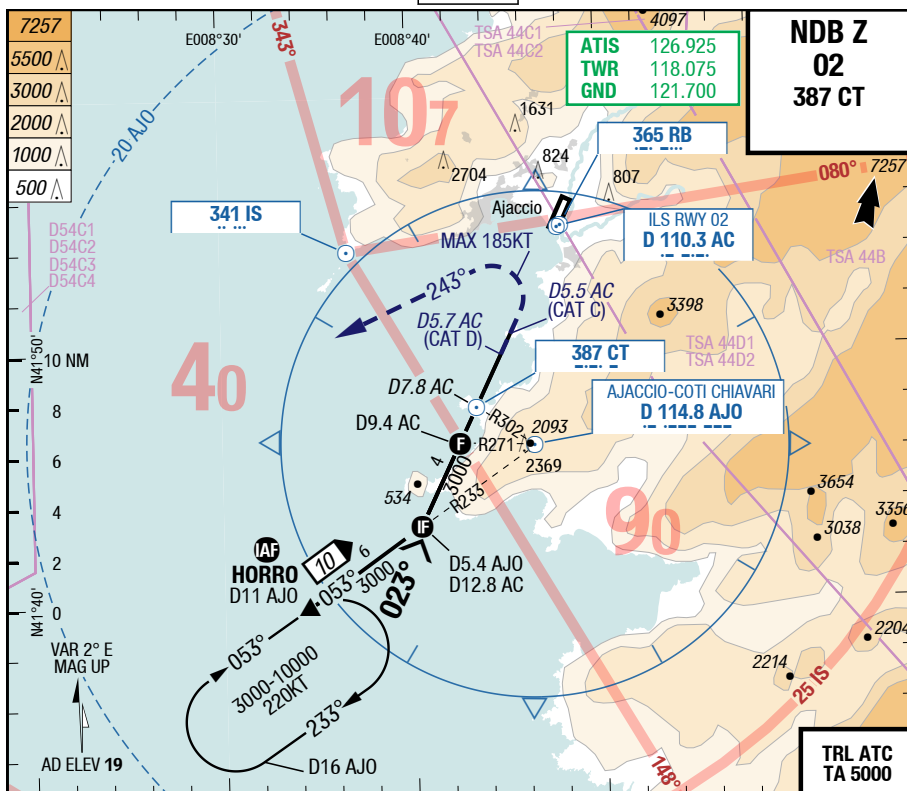 7257
5500
3000
2000
1000
500
E008°30'
E008°40'
343°
20 AJO
4097
TSA 44C1
TSA 44C2
ATIS 126.925
TWR 118.075
GND 121.700
NDB Z
02
387 CT
107
1631
2704
824
807
365 RB
080°
7257
341 IS
Ajaccio
ILS RWY 02
D 110.3 AC
MAX 185KT
TSA 44B
D54C1
D54C2
D54C3
D54C4
243°
D5.5 AC
(CAT C)
D5.7 AC
(CAT D)
3398
TSA 44D1
TSA 44D2
N41°50'
10 NM
8
6
4
2
0
N41°40'
40
387 CT
D7.8 AC
AJACCIO-COTI CHIAVARI
D 114.8 AJO
D9.4 AC
F
R302
R271
2093
2369
4
3000
R233
534
90
3654
3038
3356
IF
D5.4 AJO
D12.8 AC
IAF
HORRO
D11 AJO
10
6
053°
3000
023°
053°
3000-10000
220KT
233°
D16 AJO
2204
2214
25 IS
148°
VAR 2° E
MAG UP
AD ELEV 19
TRL ATC
TA 5000